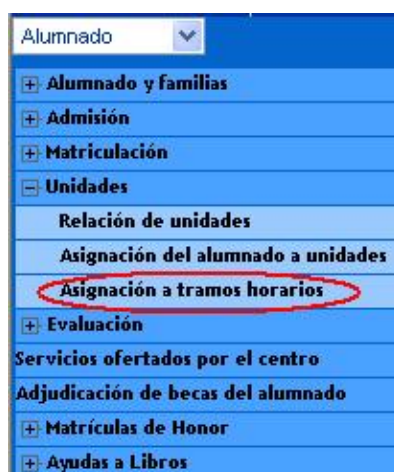 Alumnado
Alumnado y familias
Admisión
Matriculación
Unidades
Relación de unidades
Asignación del alumnado a unidades
Asignación a tramos horarios
Evaluación
Servicios ofertados por el centro
Adjudicación de becas del alumnado
Matrículas de Honor
Ayudas a Libros